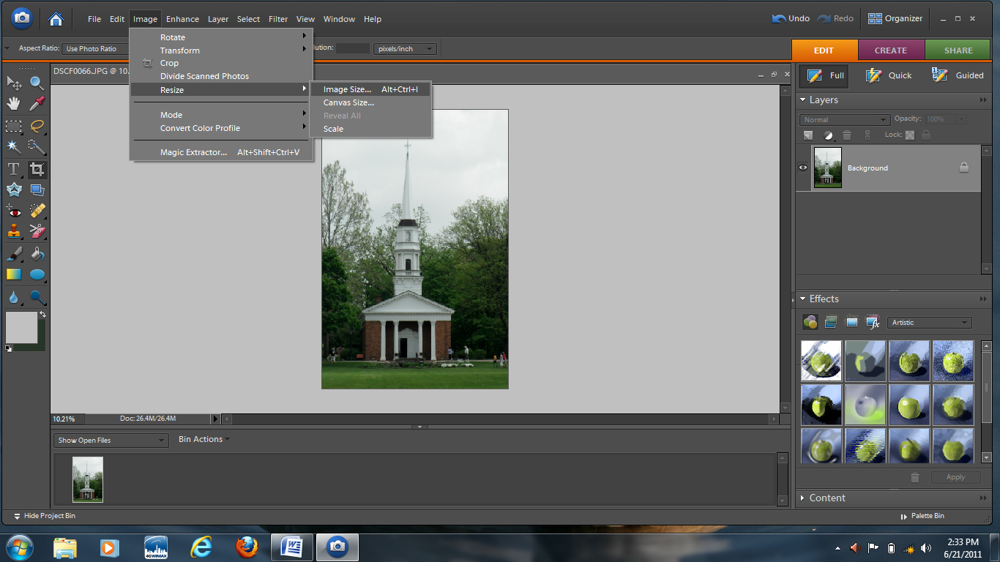 File Edit Image Enhance Layer Select Filter View Window Help
Undo Redo Organizer
Aspect Ratio: Use Photo Ratio
lution: pixels/inch
EDIT CREATE SHARE
Rotate
Transform
Crop
Divide Scanned Photos
Resize
Mode
Convert Color Profile
Magic Extractor... Alt+Shift+Ctrl+V
Image Size... Alt+Ctrl+I
Canvas Size...
Reveal All
Scale
DSCF0066.JPG @ 10.
Full Quick Guided
Layers
Normal Opacity: 100%
Lock:
Background
Effects
Artistic
Apply
Content
10.21% Doc: 26.4M/26.4M
Show Open Files Bin Actions
Hide Project Bin
Palette Bin
4GWIMAX
2:33 PM
6/21/2011